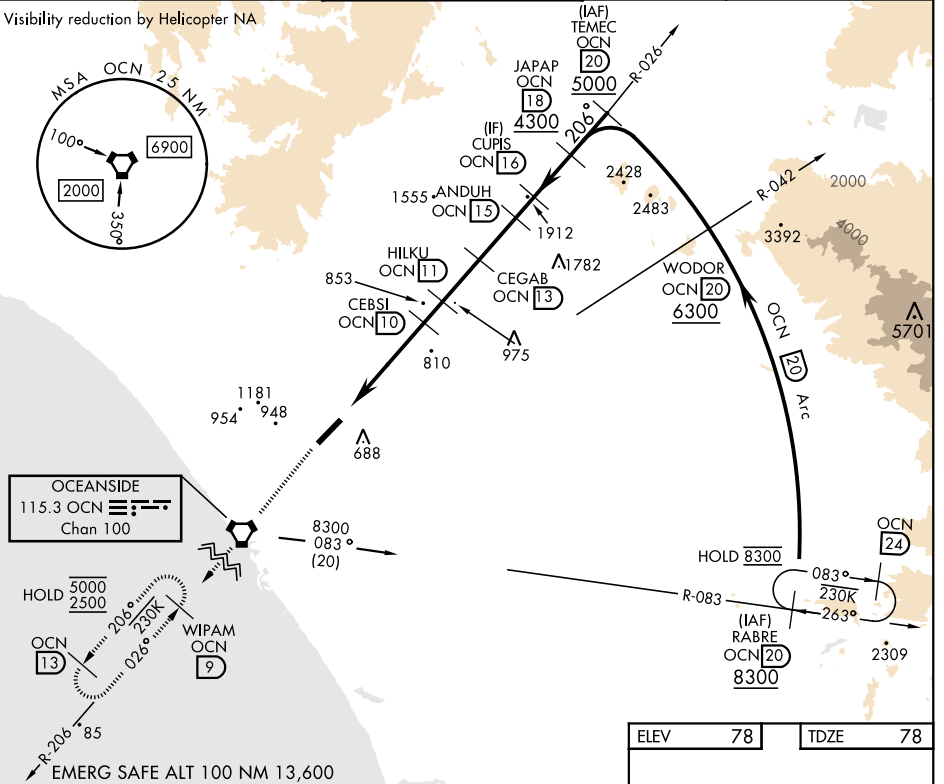 Visibility reduction by Helicopter NA
MSA OCN 25 NM
100°
6900
2000
350°
(IAF)
TEMEC
OCN
20
5000
R-026
JAPAP
OCN
18
4300
206°
(IF)
CUPIS
OCN 16
1555
ANDUH
OCN 15
1912
2428
2483
R-042
2000
4000
3392
HILKU
OCN 11
CEGAB
OCN 13
1782
WODOR
OCN 20
6300
853
CEBSI
OCN 10
975
810
OCN 20 Arc
5701
1181
954
948
688
OCEANSIDE
115.3 OCN
Chan 100
8300
083°
(20)
HOLD 5000
2500
206°
230K
026°
OCN
13
WIPAM
OCN
9
R-206
85
HOLD 8300
OCN
24
083°
230K
263°
R-083
(IAF)
RABRE
OCN 20
8300
2309
ELEV 78
TDZE 78
EMERG SAFE ALT 100 NM 13,600